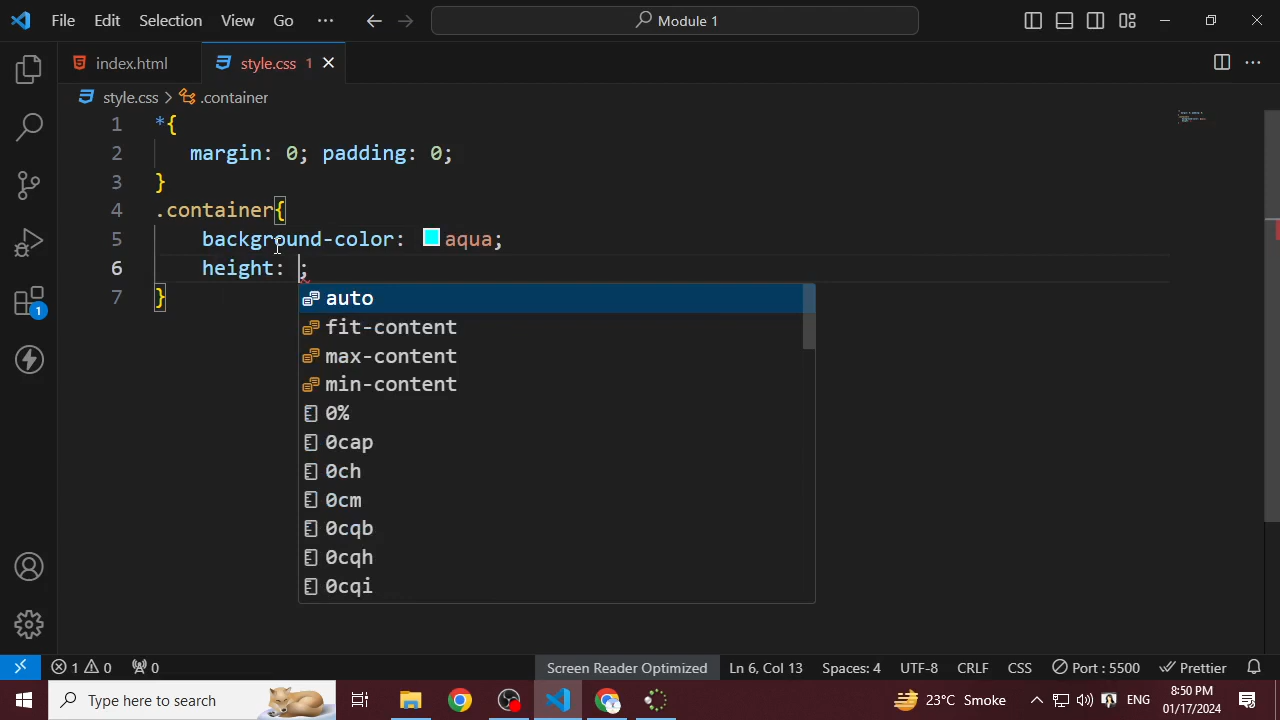 File Edit Selection View Go ··· Module 1
index.html style.css 1
style.css > .container
1 *{
2 margin: 0; padding: 0;
3 }
4 .container{
5 background-color: aqua;
6 height: ;
7 }
auto
fit-content
max-content
min-content
0%
0cap
0ch
0cm
0cqb
0cqh
0cqi
1
1 0 0 Screen Reader Optimized Ln 6, Col 13 Spaces: 4 UTF-8 CRLF CSS Port : 5500 Prettier
Type here to search 23°C Smoke ENG 8:50 PM
01/17/2024